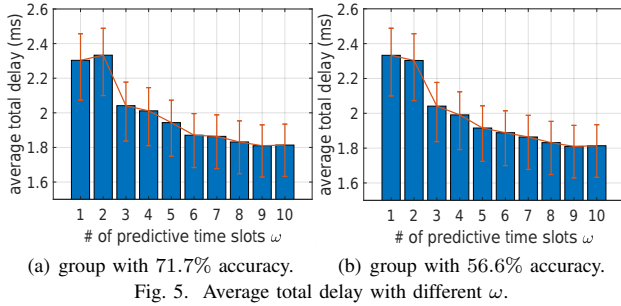 average total delay (ms)
2.6
2.4
2.2
2
1.8
1.6
1 2 3 4 5 6 7 8 9 10
# of predictive time slots ω
(a) group with 71.7% accuracy.
average total delay (ms)
2.6
2.4
2.2
2
1.8
1.6
1 2 3 4 5 6 7 8 9 10
# of predictive time slots ω
(b) group with 56.6% accuracy.
Fig. 5. Average total delay with different ω.